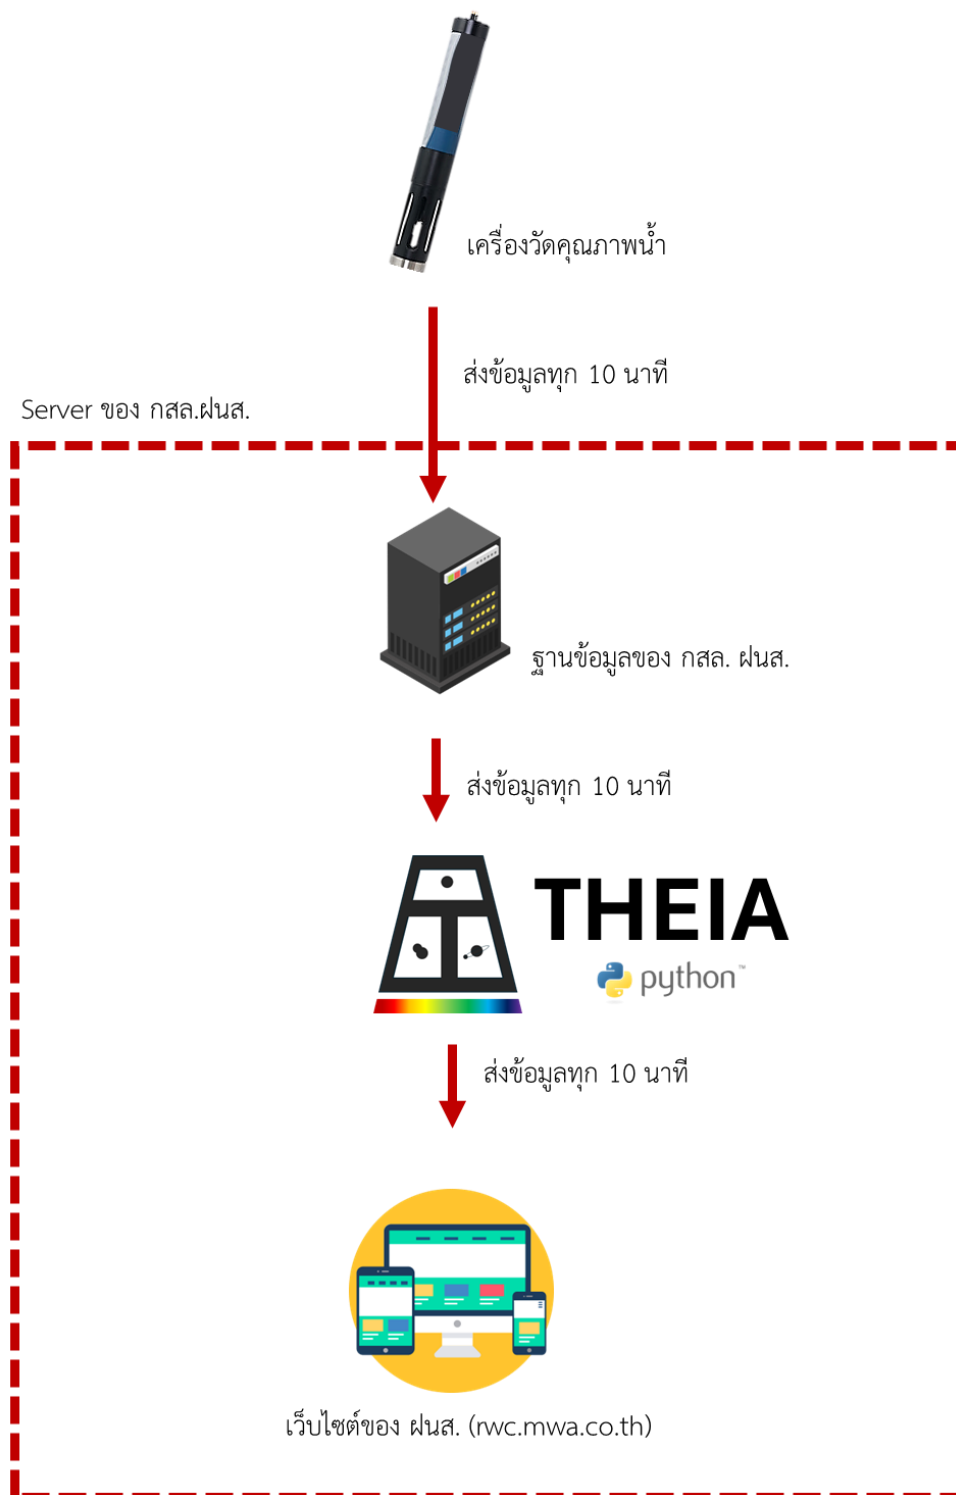 เครื่องวัดคุณภาพน้ำ
ส่งข้อมูลทุก 10 นาที
Server ของ กสล.ฝนส.
ฐานข้อมูลของ กสล. ฝนส.
ส่งข้อมูลทุก 10 นาที
THEIA
python™
ส่งข้อมูลทุก 10 นาที
เว็บไซต์ของ ฝนส. (rwc.mwa.co.th)